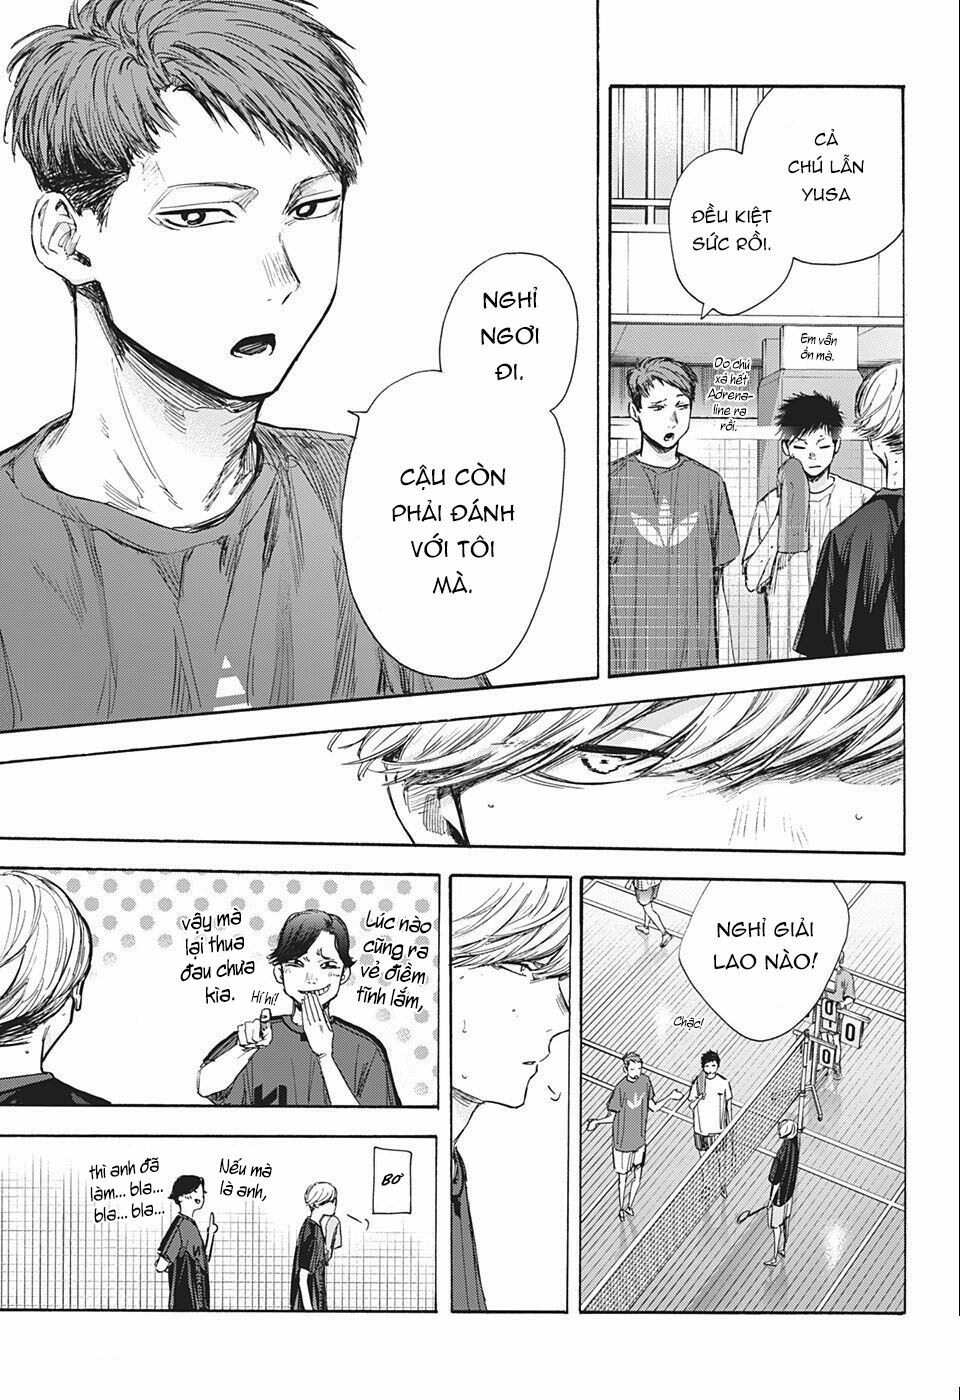 CẢ
CHÚ LẪN
YUSA
ĐỀU KIỆT
SỨC RỒI.
Em vẫn
ổn mà.
Do chú
xả hết
Adrena-
line ra
rồi.
NGHỈ
NGƠI
ĐI.
CẬU CÒN
PHẢI ĐÁNH
VỚI TÔI
MÀ.
NGHỈ GIẢI
LAO NÀO!
Chậc!
0
0
Lúc nào
cũng ra
vẻ điềm
tĩnh lắm,
vậy mà
lại thua
đau chưa
kìa.
Hí hí!
BƠ
Nếu mà
là anh,
thì anh đã
làm... bla...
bla... bla...